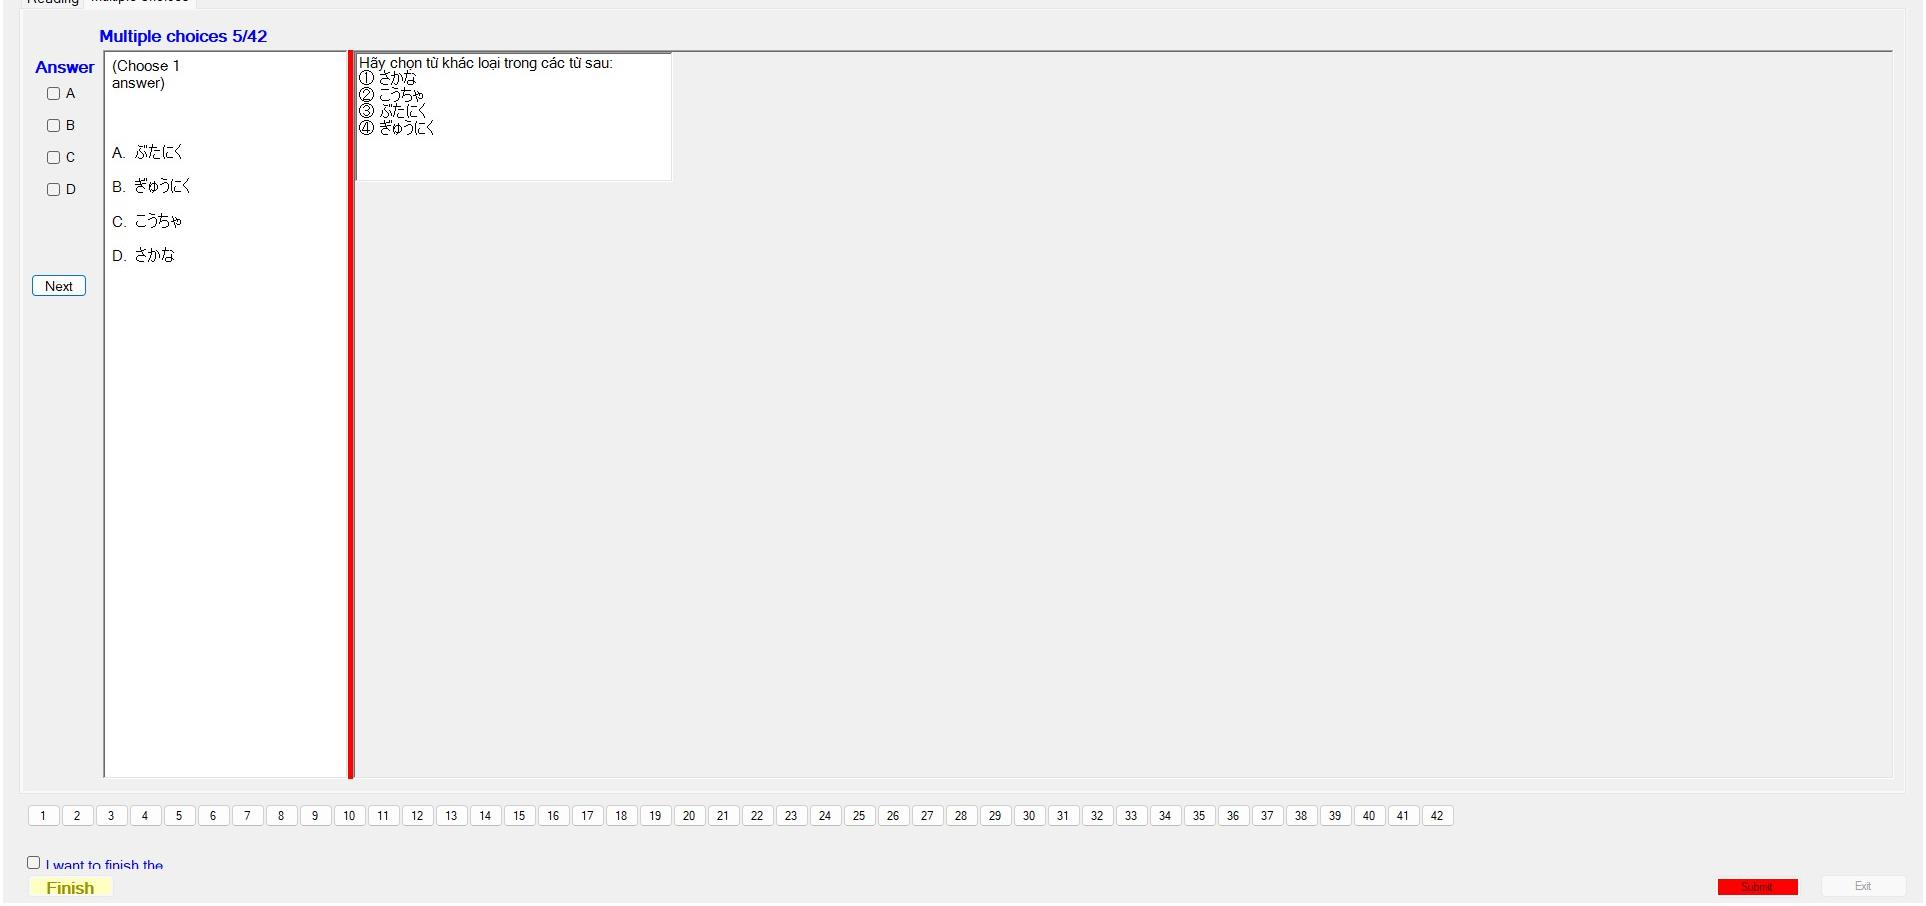 Reading Multiple Choices
Multiple choices 5/42
Answer
A
B
C
D
Next
(Choose 1
answer)
A. ぶたにく
B. ぎゅうにく
C. こうちゃ
D. さかな
Hãy chọn từ khác loại trong các từ sau:
① さかな
② こうちゃ
③ ぶたにく
④ ぎゅうにく
1 2 3 4 5 6 7 8 9 10 11 12 13 14 15 16 17 18 19 20 21 22 23 24 25 26 27 28 29 30 31 32 33 34 35 36 37 38 39 40 41 42
I want to finish the
Finish
Submit Exit